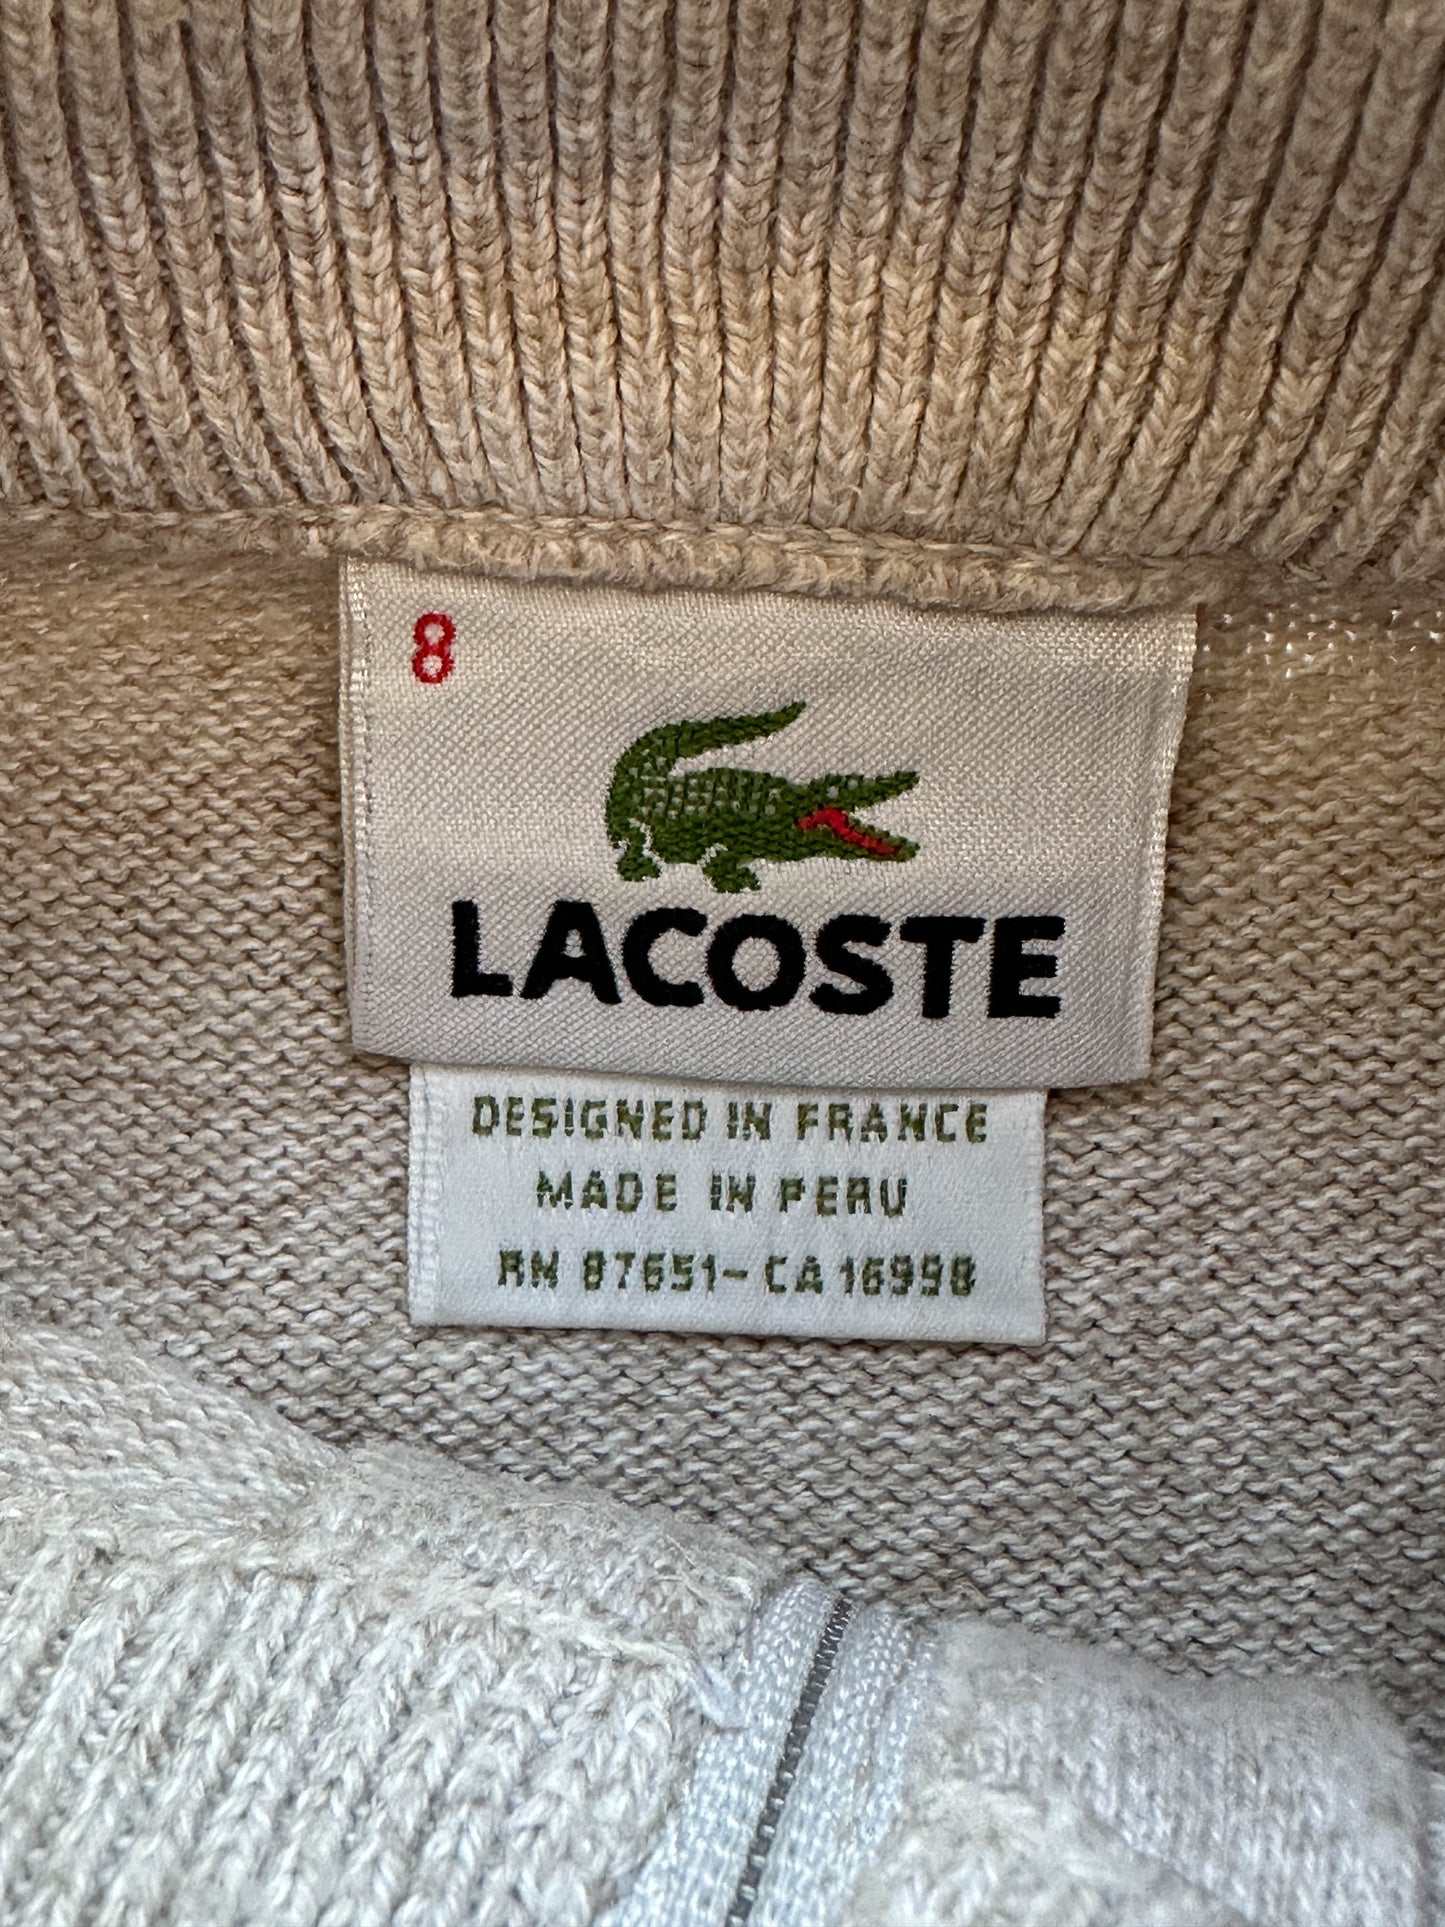 8
LACOSTE
DESIGNED IN FRANCE
MADE IN PERU
RN 87651-CA 16998